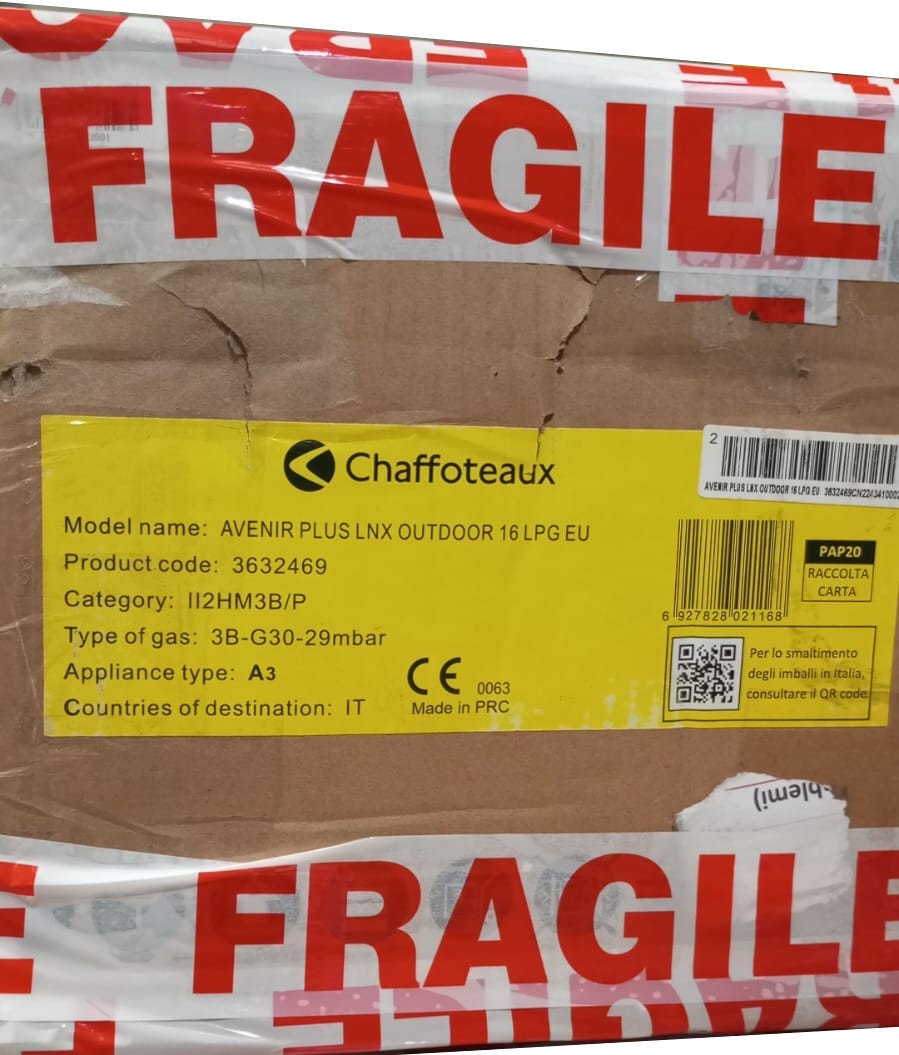 FRAGILE
2001
Chaffoteaux
2
AVENIR PLUS LNX OUTDOOR 16 LPG EU
Model name: AVENIR PLUS LNX OUTDOOR 16 LPG EU
Product code: 3632469
Category: II2HM3B/P
Type of gas: 3B-G30-29mbar
Appliance type: A3
Countries of destination: IT
CE 0063
Made in PRC
6 927828 021168
PAP20
RACCOLTA
CARTA
Per lo smaltimento
degli imballi in Italia,
consultare il QR code
blemi)
FRAGILE